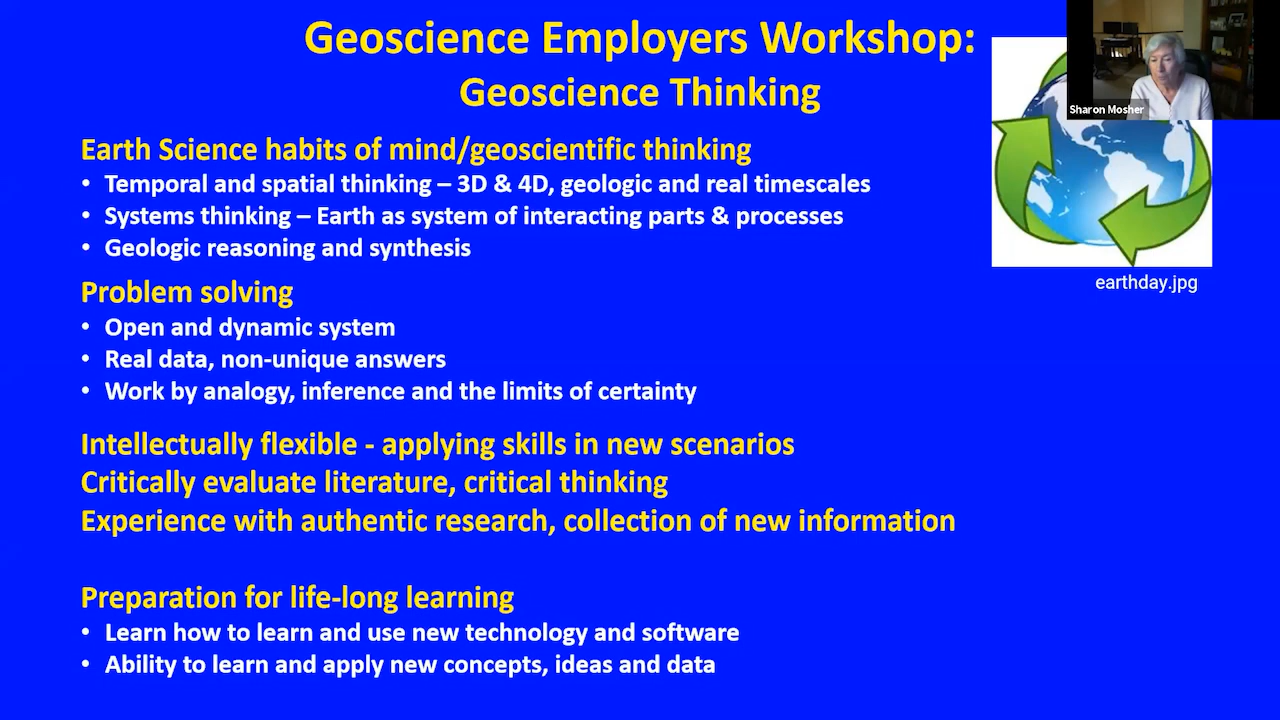 Geoscience Employers Workshop:
Geoscience Thinking
Sharon Mosher
Earth Science habits of mind/geoscientific thinking
• Temporal and spatial thinking – 3D & 4D, geologic and real timescales
• Systems thinking – Earth as system of interacting parts & processes
• Geologic reasoning and synthesis
earthday.jpg
Problem solving
• Open and dynamic system
• Real data, non-unique answers
• Work by analogy, inference and the limits of certainty
Intellectually flexible - applying skills in new scenarios
Critically evaluate literature, critical thinking
Experience with authentic research, collection of new information
Preparation for life-long learning
• Learn how to learn and use new technology and software
• Ability to learn and apply new concepts, ideas and data